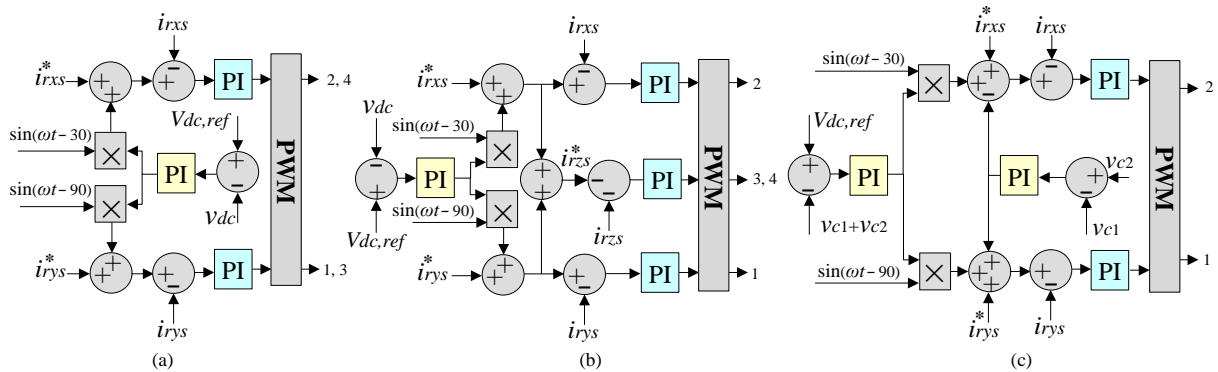 irxs
i*rxs
+
+
+
−
PI
2, 4
sin(ωt − 30)
×
Vdc,ref
PI
+
−
PWM
sin(ωt − 90)
×
vdc
i*rys
+
+
+
−
PI
1, 3
irys
(a)
irxs
i*rxs
+
+
+
−
PI
2
vdc
sin(ωt − 30)
×
i*rzs
−
+
PI
+
+
−
PI
PWM
3, 4
sin(ωt − 90)
×
Vdc,ref
irzs
i*rys
+
+
+
−
PI
1
irys
(b)
i*rxs
irxs
sin(ωt − 30)
×
+
+
−
+
−
PI
2
Vdc,ref
+
−
PI
PI
vc2
+
−
PWM
vc1+vc2
vc1
sin(ωt − 90)
×
+
+
+
+
−
PI
1
i*rys
irys
(c)